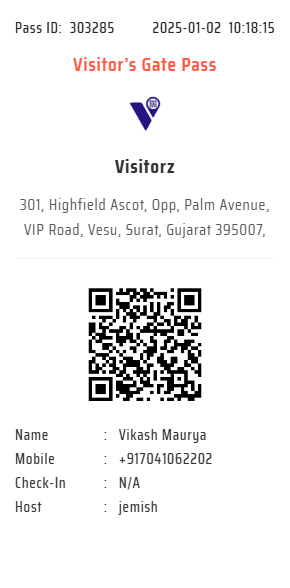 Pass ID: 303285 2025-01-02 10:18:15
Visitor's Gate Pass
Visitorz
301, Highfield Ascot, Opp, Palm Avenue,
VIP Road, Vesu, Surat, Gujarat 395007,
Name : Vikash Maurya
Mobile : +917041062202
Check-In : N/A
Host : jemish